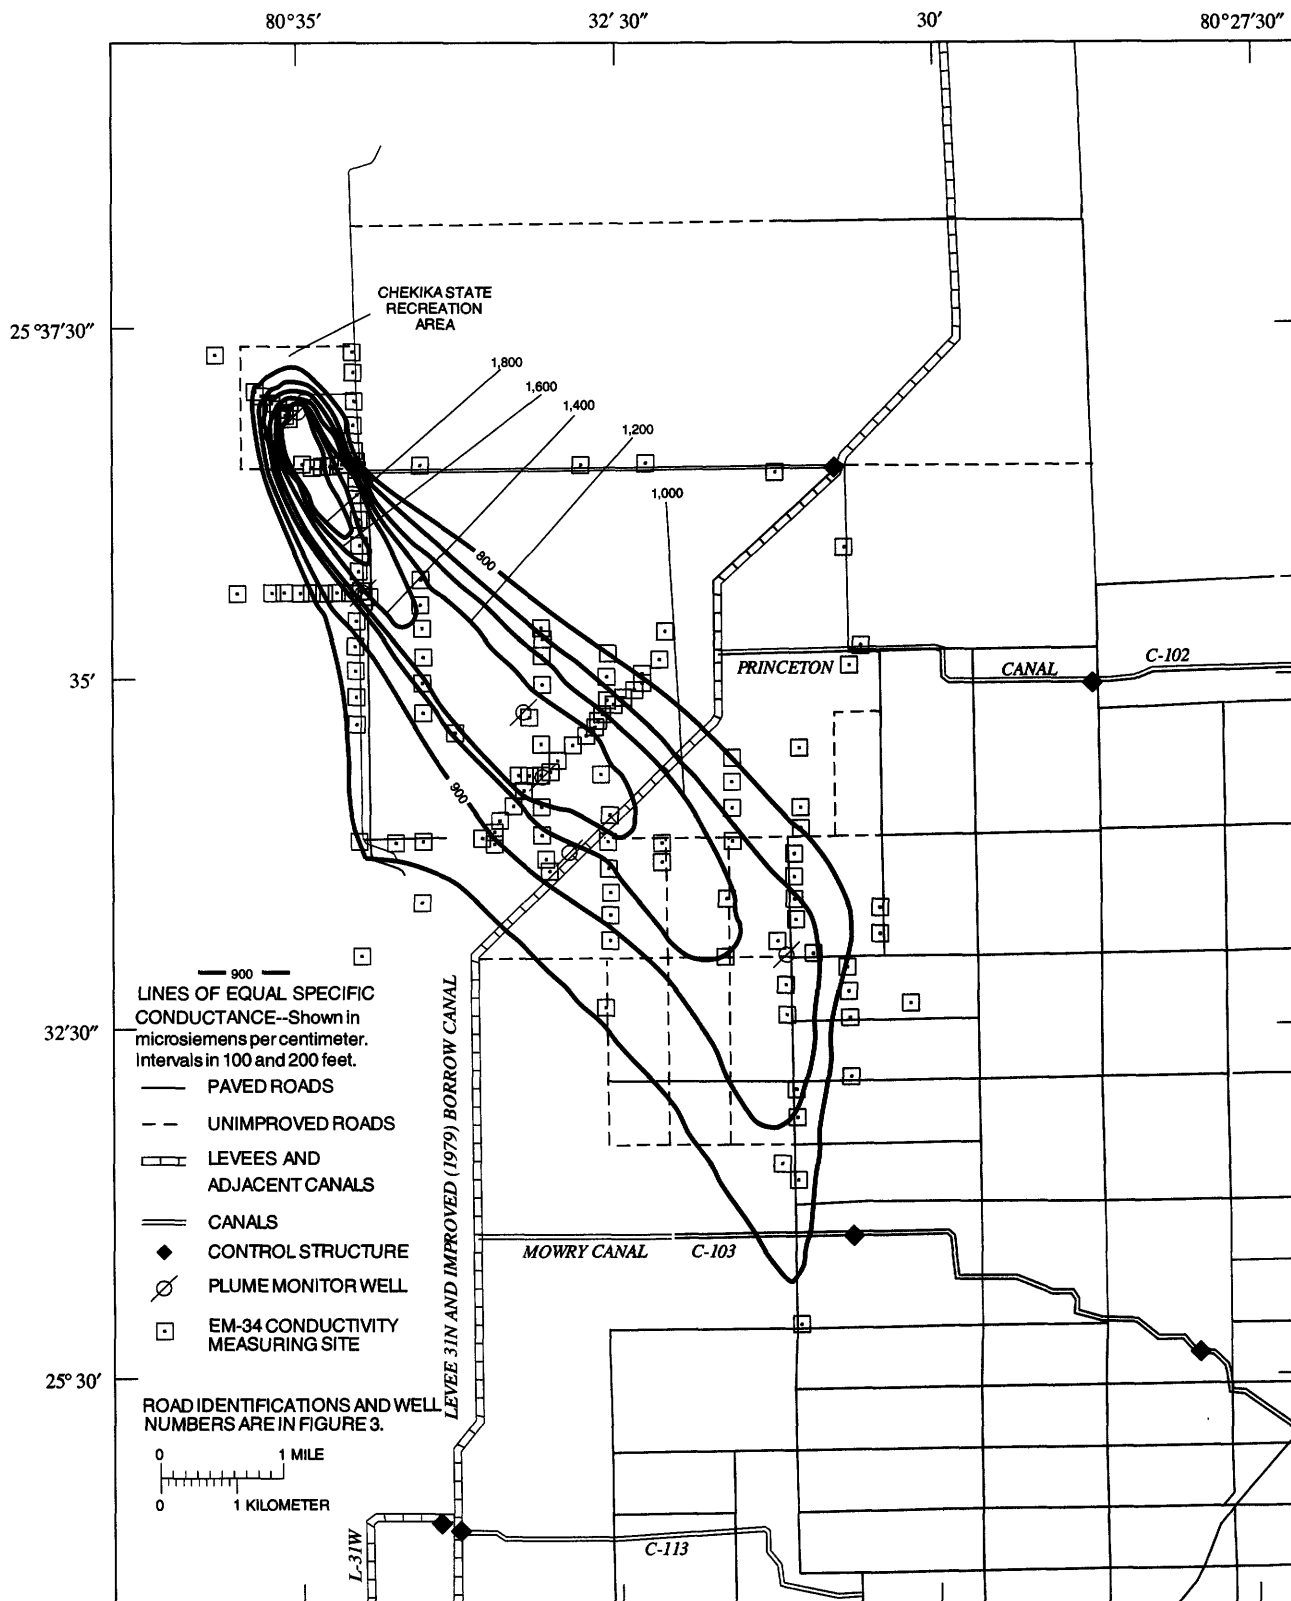 80°35′ 32′ 30″ 30′ 80°27′30″
25°37′30″
35′
32′30″
25° 30′
CHEKIKA STATE
RECREATION
AREA
1,800
1,600
1,400
1,200
1,000
800
900
PRINCETON CANAL C-102
LEVEE 31N AND IMPROVED (1979) BORROW CANAL
MOWRY CANAL C-103
C-113
L-31W
900
LINES OF EQUAL SPECIFIC
CONDUCTANCE--Shown in
microsiemens per centimeter.
Intervals in 100 and 200 feet.
PAVED ROADS
UNIMPROVED ROADS
LEVEES AND
ADJACENT CANALS
CANALS
CONTROL STRUCTURE
PLUME MONITOR WELL
EM-34 CONDUCTIVITY
MEASURING SITE
ROAD IDENTIFICATIONS AND WELL
NUMBERS ARE IN FIGURE 3.
0 1 MILE
0 1 KILOMETER